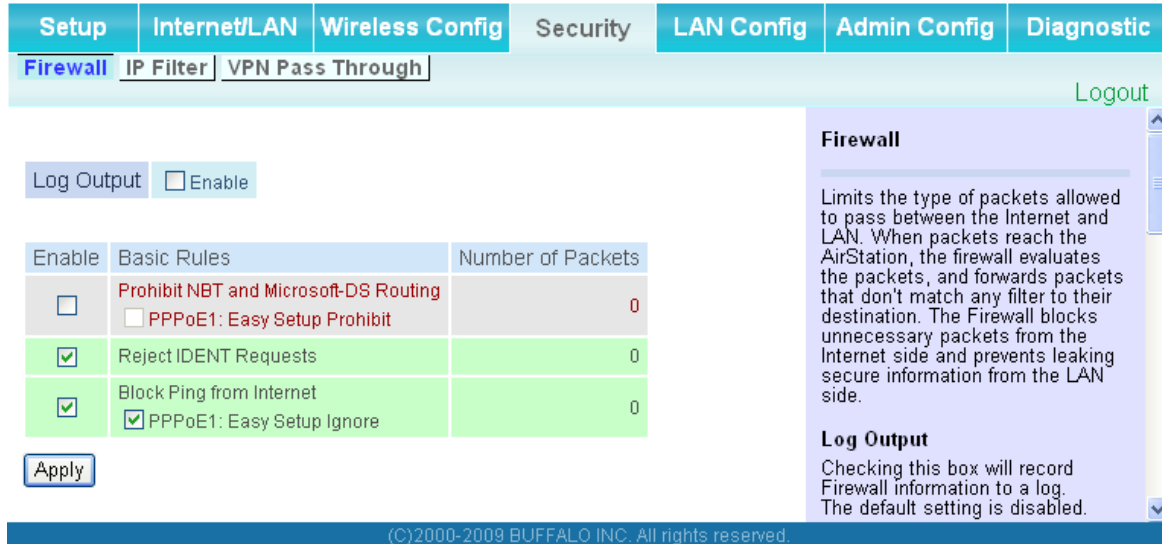 Setup Internet/LAN Wireless Config Security LAN Config Admin Config Diagnostic
Firewall IP Filter VPN Pass Through
Logout
Log Output Enable
Enable Basic Rules Number of Packets
Prohibit NBT and Microsoft-DS Routing
PPPoE1: Easy Setup Prohibit
0
Reject IDENT Requests 0
Block Ping from Internet
PPPoE1: Easy Setup Ignore
0
Apply
Firewall
Limits the type of packets allowed
to pass between the Internet and
LAN. When packets reach the
AirStation, the firewall evaluates
the packets, and forwards packets
that don't match any filter to their
destination. The Firewall blocks
unnecessary packets from the
Internet side and prevents leaking
secure information from the LAN
side.
Log Output
Checking this box will record
Firewall information to a log.
The default setting is disabled.
(C)2000-2009 BUFFALO INC. All rights reserved.